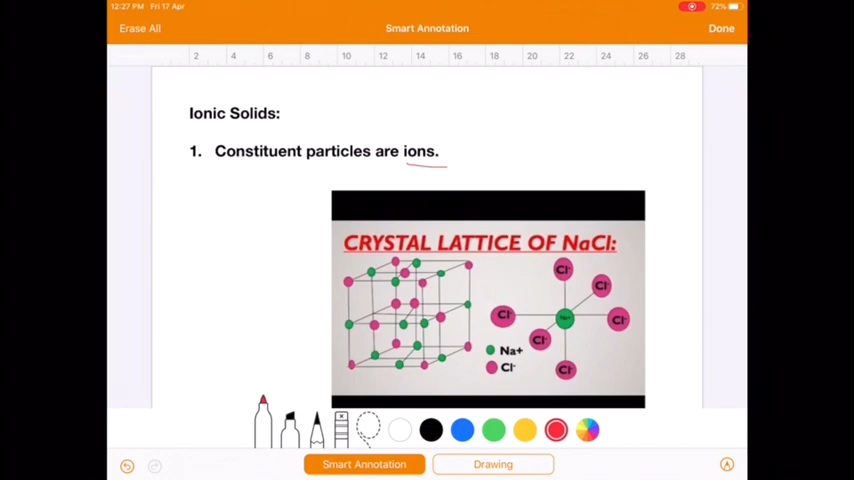 12:27 PM Fri 17 Apr
72%
Erase All
Smart Annotation
Done
2 4 6 8 10 12 14 16 18 20 22 24 26 28
Ionic Solids:
1. Constituent particles are ions.
CRYSTAL LATTICE OF NaCl:
Cl-
Cl-
Cl-
Na+
Cl-
Cl-
Cl-
Na+
Cl-
Smart Annotation
Drawing